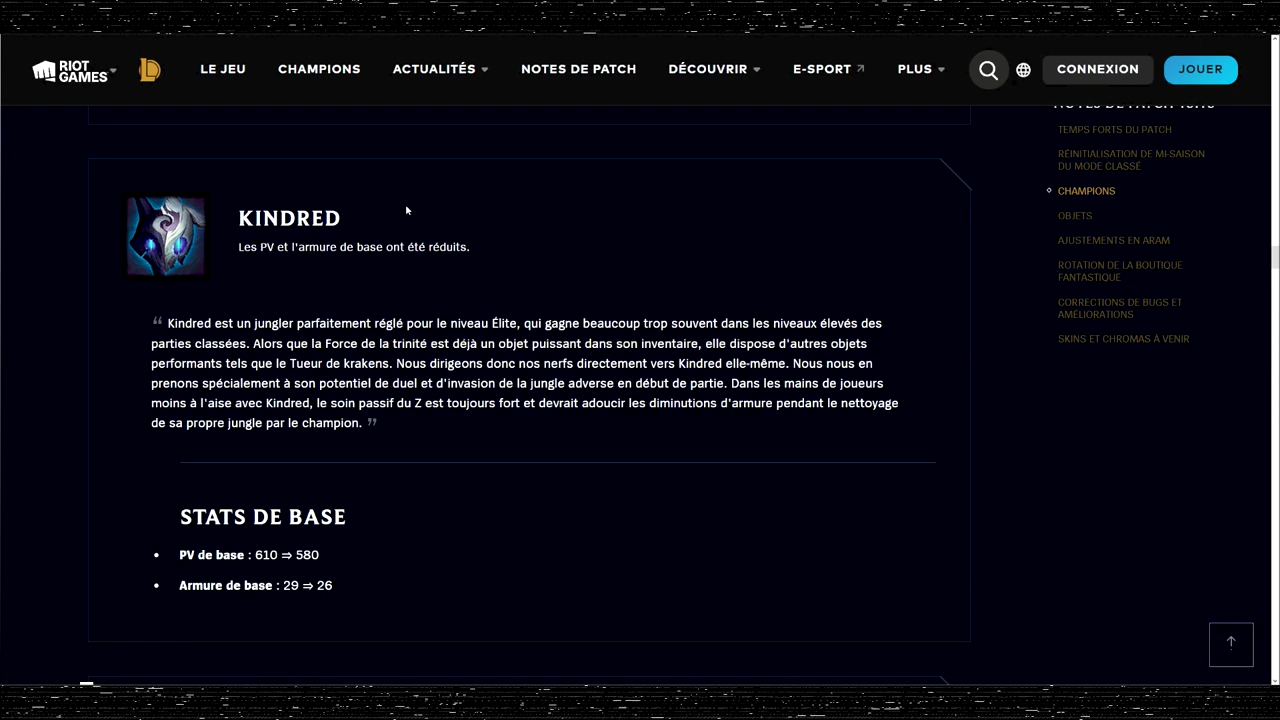 RIOT GAMES
LE JEU
CHAMPIONS
ACTUALITÉS
NOTES DE PATCH
DÉCOUVRIR
E-SPORT
PLUS
CONNEXION
JOUER
KINDRED
Les PV et l'armure de base ont été réduits.
“ Kindred est un jungler parfaitement réglé pour le niveau Élite, qui gagne beaucoup trop souvent dans les niveaux élevés des
parties classées. Alors que la Force de la trinité est déjà un objet puissant dans son inventaire, elle dispose d'autres objets
performants tels que le Tueur de krakens. Nous dirigeons donc nos nerfs directement vers Kindred elle-même. Nous nous en
prenons spécialement à son potentiel de duel et d'invasion de la jungle adverse en début de partie. Dans les mains de joueurs
moins à l'aise avec Kindred, le soin passif du Z est toujours fort et devrait adoucir les diminutions d'armure pendant le nettoyage
de sa propre jungle par le champion. ”
STATS DE BASE
• PV de base : 610 ⇒ 580
• Armure de base : 29 ⇒ 26
TEMPS FORTS DU PATCH
RÉINITIALISATION DE MI-SAISON
DU MODE CLASSÉ
CHAMPIONS
OBJETS
AJUSTEMENTS EN ARAM
ROTATION DE LA BOUTIQUE
FANTASTIQUE
CORRECTIONS DE BUGS ET
AMÉLIORATIONS
SKINS ET CHROMAS À VENIR